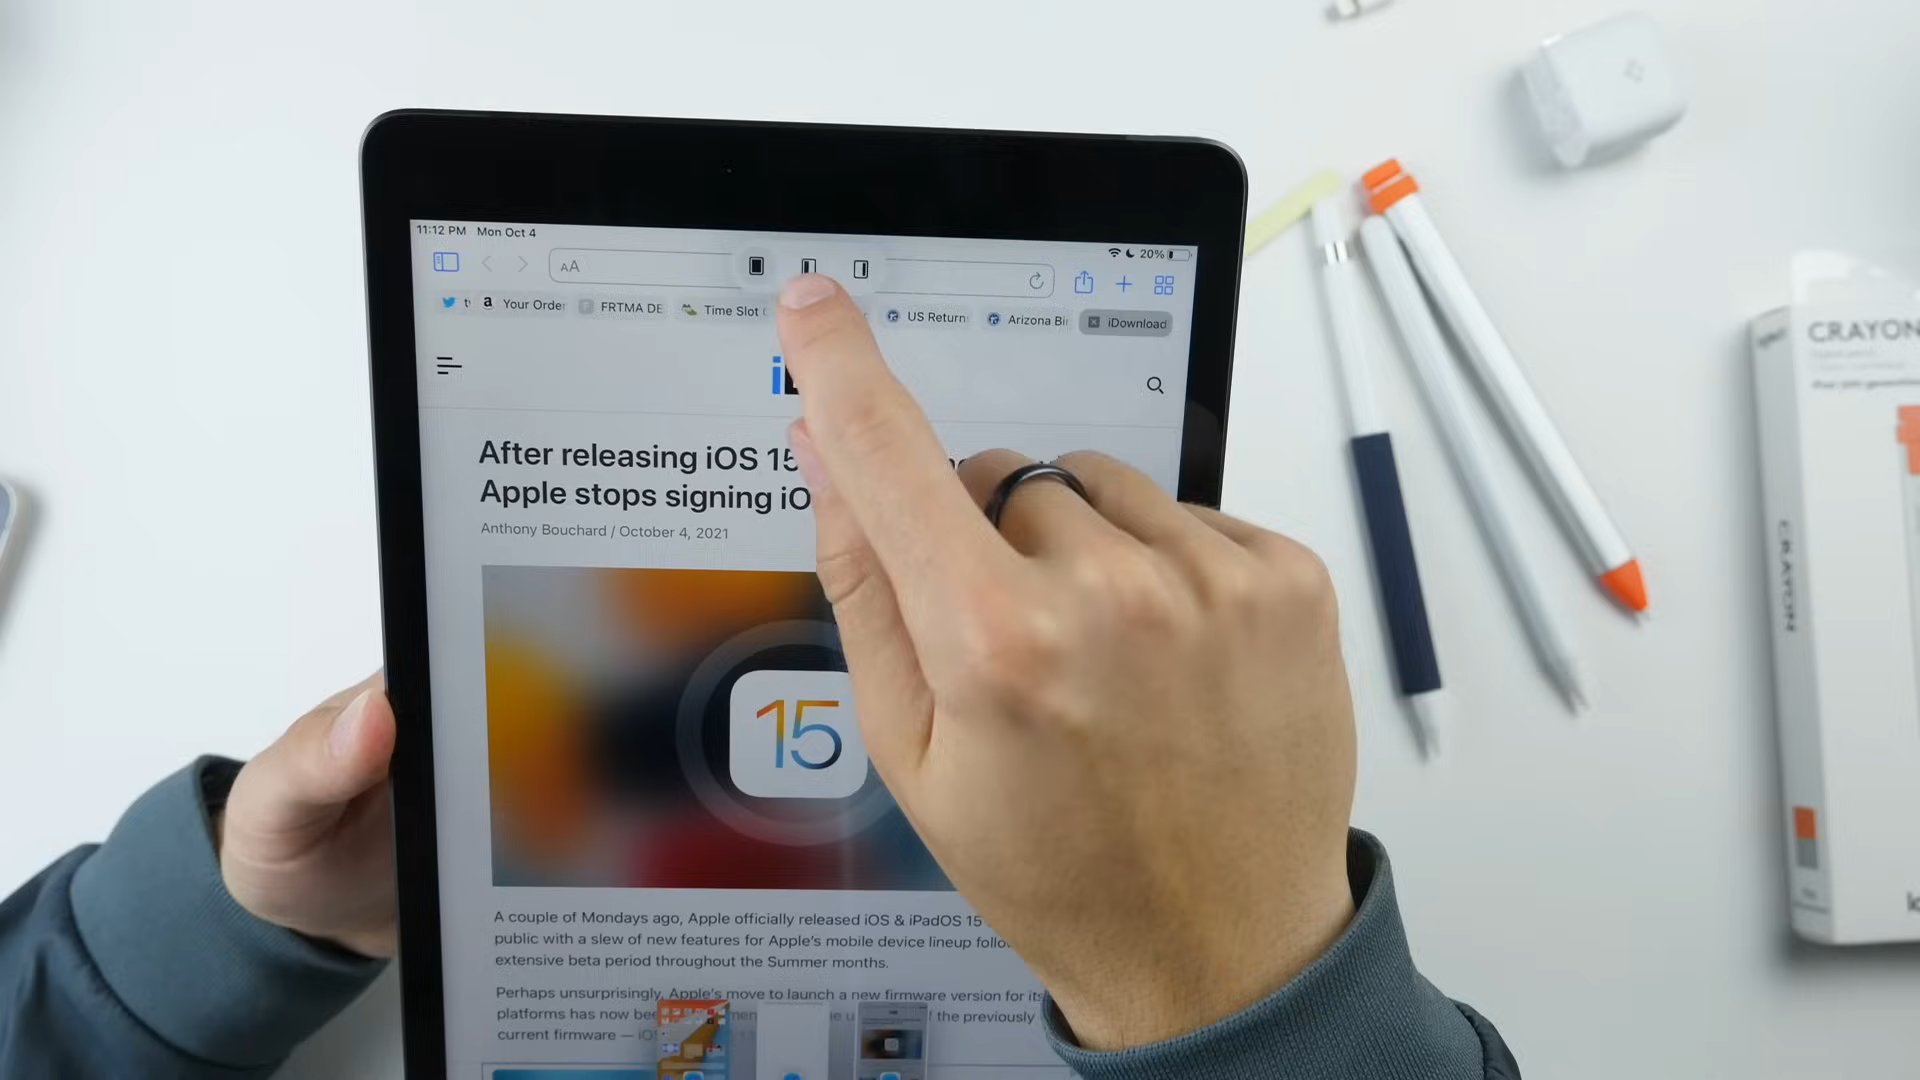 11:12 PM Mon Oct 4
20%
AA
Your Orde
FRTMA DE
Time Slot
US Return
Arizona Bi
iDownload
i
After releasing iOS 15
Apple stops signing iO
Anthony Bouchard / October 4, 2021
15
A couple of Mondays ago, Apple officially released iOS & iPadOS 15
public with a slew of new features for Apple's mobile device lineup follo
extensive beta period throughout the Summer months.
Perhaps unsurprisingly, Apple's move to launch a new firmware version for its
platforms has now bee the previously
current firmware — iO
CRAYON
CRAYON